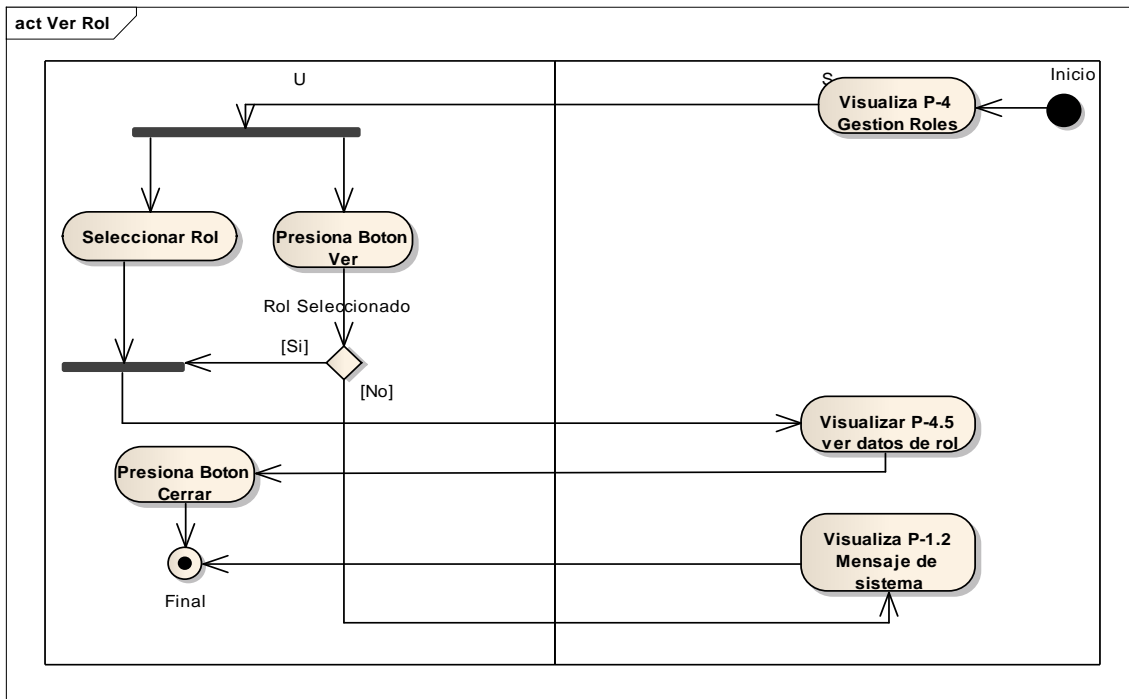 act Ver Rol
U
S
Inicio
Visualiza P-4
Gestion Roles
Seleccionar Rol
Presiona Boton
Ver
Rol Seleccionado
[Si]
[No]
Visualizar P-4.5
ver datos de rol
Presiona Boton
Cerrar
Visualiza P-1.2
Mensaje de
sistema
Final